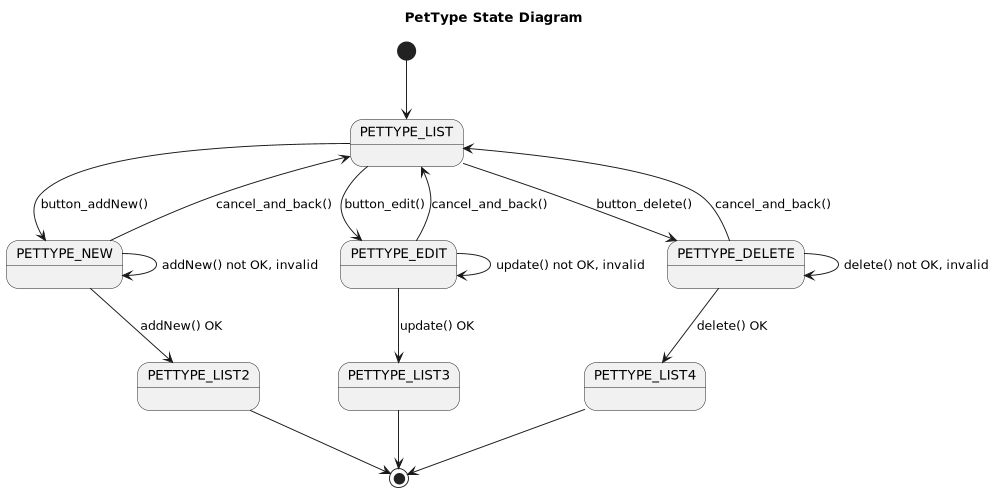 PetType State Diagram
PETTYPE_LIST
button_addNew()
cancel_and_back()
button_edit()
cancel_and_back()
button_delete()
cancel_and_back()
PETTYPE_NEW
addNew() not OK, invalid
PETTYPE_EDIT
update() not OK, invalid
PETTYPE_DELETE
delete() not OK, invalid
addNew() OK
update() OK
delete() OK
PETTYPE_LIST2
PETTYPE_LIST3
PETTYPE_LIST4